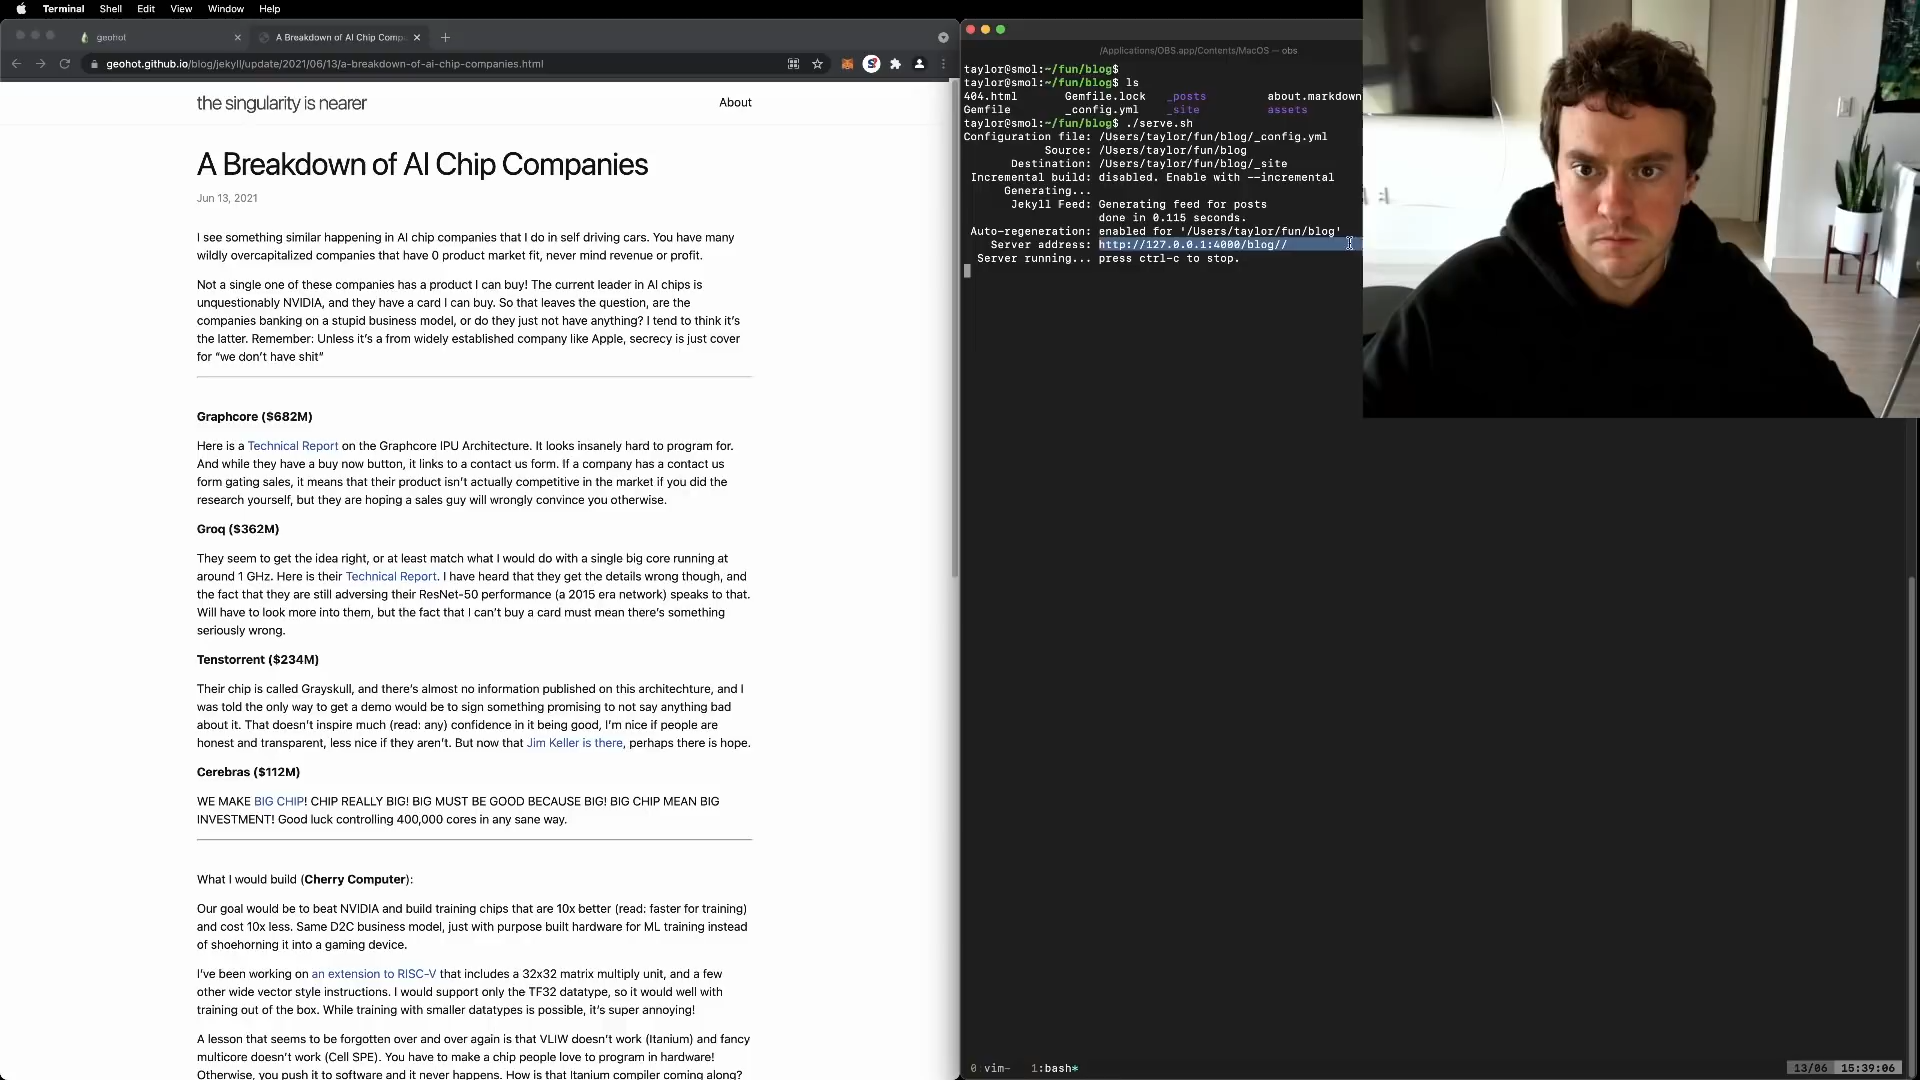 Terminal Shell Edit View Window Help
geohot
A Breakdown of AI Chip Comp
geohot.github.io/blog/jekyll/update/2021/06/13/a-breakdown-of-ai-chip-companies.html
the singularity is nearer
About
A Breakdown of AI Chip Companies
Jun 13, 2021
I see something similar happening in AI chip companies that I do in self driving cars. You have many
wildly overcapitalized companies that have 0 product market fit, never mind revenue or profit.
Not a single one of these companies has a product I can buy! The current leader in AI chips is
unquestionably NVIDIA, and they have a card I can buy. So that leaves the question, are the
companies banking on a stupid business model, or do they just not have anything? I tend to think it's
the latter. Remember: Unless it's a from widely established company like Apple, secrecy is just cover
for “we don't have shit”
Graphcore ($682M)
Here is a Technical Report on the Graphcore IPU Architecture. It looks insanely hard to program for.
And while they have a buy now button, it links to a contact us form. If a company has a contact us
form gating sales, it means that their product isn't actually competitive in the market if you did the
research yourself, but they are hoping a sales guy will wrongly convince you otherwise.
Groq ($362M)
They seem to get the idea right, or at least match what I would do with a single big core running at
around 1 GHz. Here is their Technical Report. I have heard that they get the details wrong though, and
the fact that they are still adversing their ResNet-50 performance (a 2015 era network) speaks to that.
Will have to look more into them, but the fact that I can't buy a card must mean there's something
seriously wrong.
Tenstorrent ($234M)
Their chip is called Grayskull, and there's almost no information published on this architechture, and I
was told the only way to get a demo would be to sign something promising to not say anything bad
about it. That doesn't inspire much (read: any) confidence in it being good, I'm nice if people are
honest and transparent, less nice if they aren't. But now that Jim Keller is there, perhaps there is hope.
Cerebras ($112M)
WE MAKE BIG CHIP! CHIP REALLY BIG! BIG MUST BE GOOD BECAUSE BIG! BIG CHIP MEAN BIG
INVESTMENT! Good luck controlling 400,000 cores in any sane way.
What I would build (Cherry Computer):
Our goal would be to beat NVIDIA and build training chips that are 10x better (read: faster for training)
and cost 10x less. Same D2C business model, just with purpose built hardware for ML training instead
of shoehorning it into a gaming device.
I've been working on an extension to RISC-V that includes a 32x32 matrix multiply unit, and a few
other wide vector style instructions. I would support only the TF32 datatype, so it would well with
training out of the box. While training with smaller datatypes is possible, it's super annoying!
A lesson that seems to be forgotten over and over again is that VLIW doesn't work (Itanium) and fancy
multicore doesn't work (Cell SPE). You have to make a chip people love to program in hardware!
Otherwise, you push it to software and it never happens. How is that Itanium compiler coming along?
/Applications/OBS.app/Contents/MacOS — obs
taylor@smol:~/fun/blog$
taylor@smol:~/fun/blog$ ls
404.html Gemfile.lock _posts about.markdown
Gemfile _config.yml _site assets
taylor@smol:~/fun/blog$ ./serve.sh
Configuration file: /Users/taylor/fun/blog/_config.yml
Source: /Users/taylor/fun/blog
Destination: /Users/taylor/fun/blog/_site
Incremental build: disabled. Enable with --incremental
Generating...
Jekyll Feed: Generating feed for posts
done in 0.115 seconds.
Auto-regeneration: enabled for '/Users/taylor/fun/blog'
Server address: http://127.0.0.1:4000/blog//
Server running... press ctrl-c to stop.
0:vim- 1:bash*
13/06 15:39:06